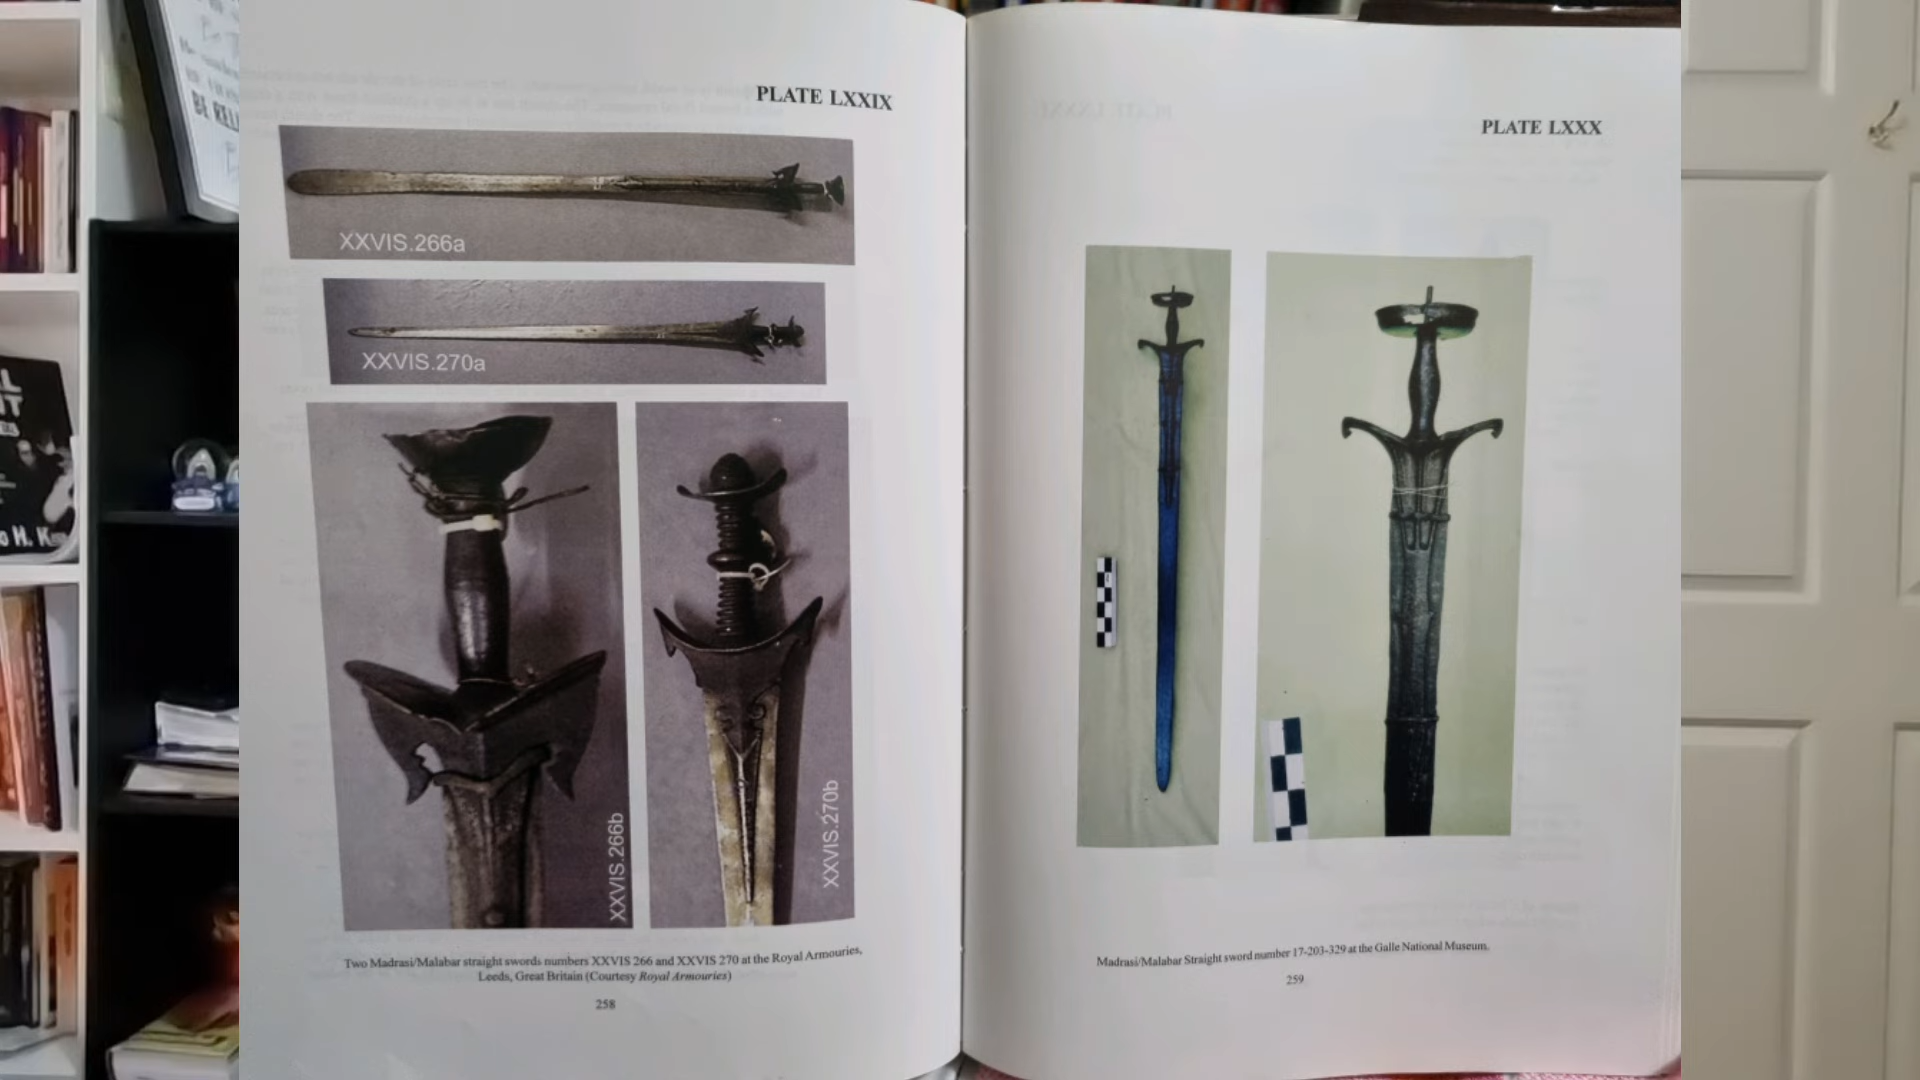 BE REL
o H. K
PLATE LXXIX
XXVIS.266a
XXVIS.270a
XXVIS.266b
XXVIS.270b
Two Madrasi/Malabar straight swords numbers XXVIS 266 and XXVIS 270 at the Royal Armouries,
Leeds, Great Britain (Courtesy Royal Armouries)
258
PLATE LXXX
Madrasi/Malabar Straight sword number 17-203-329 at the Galle National Museum.
259